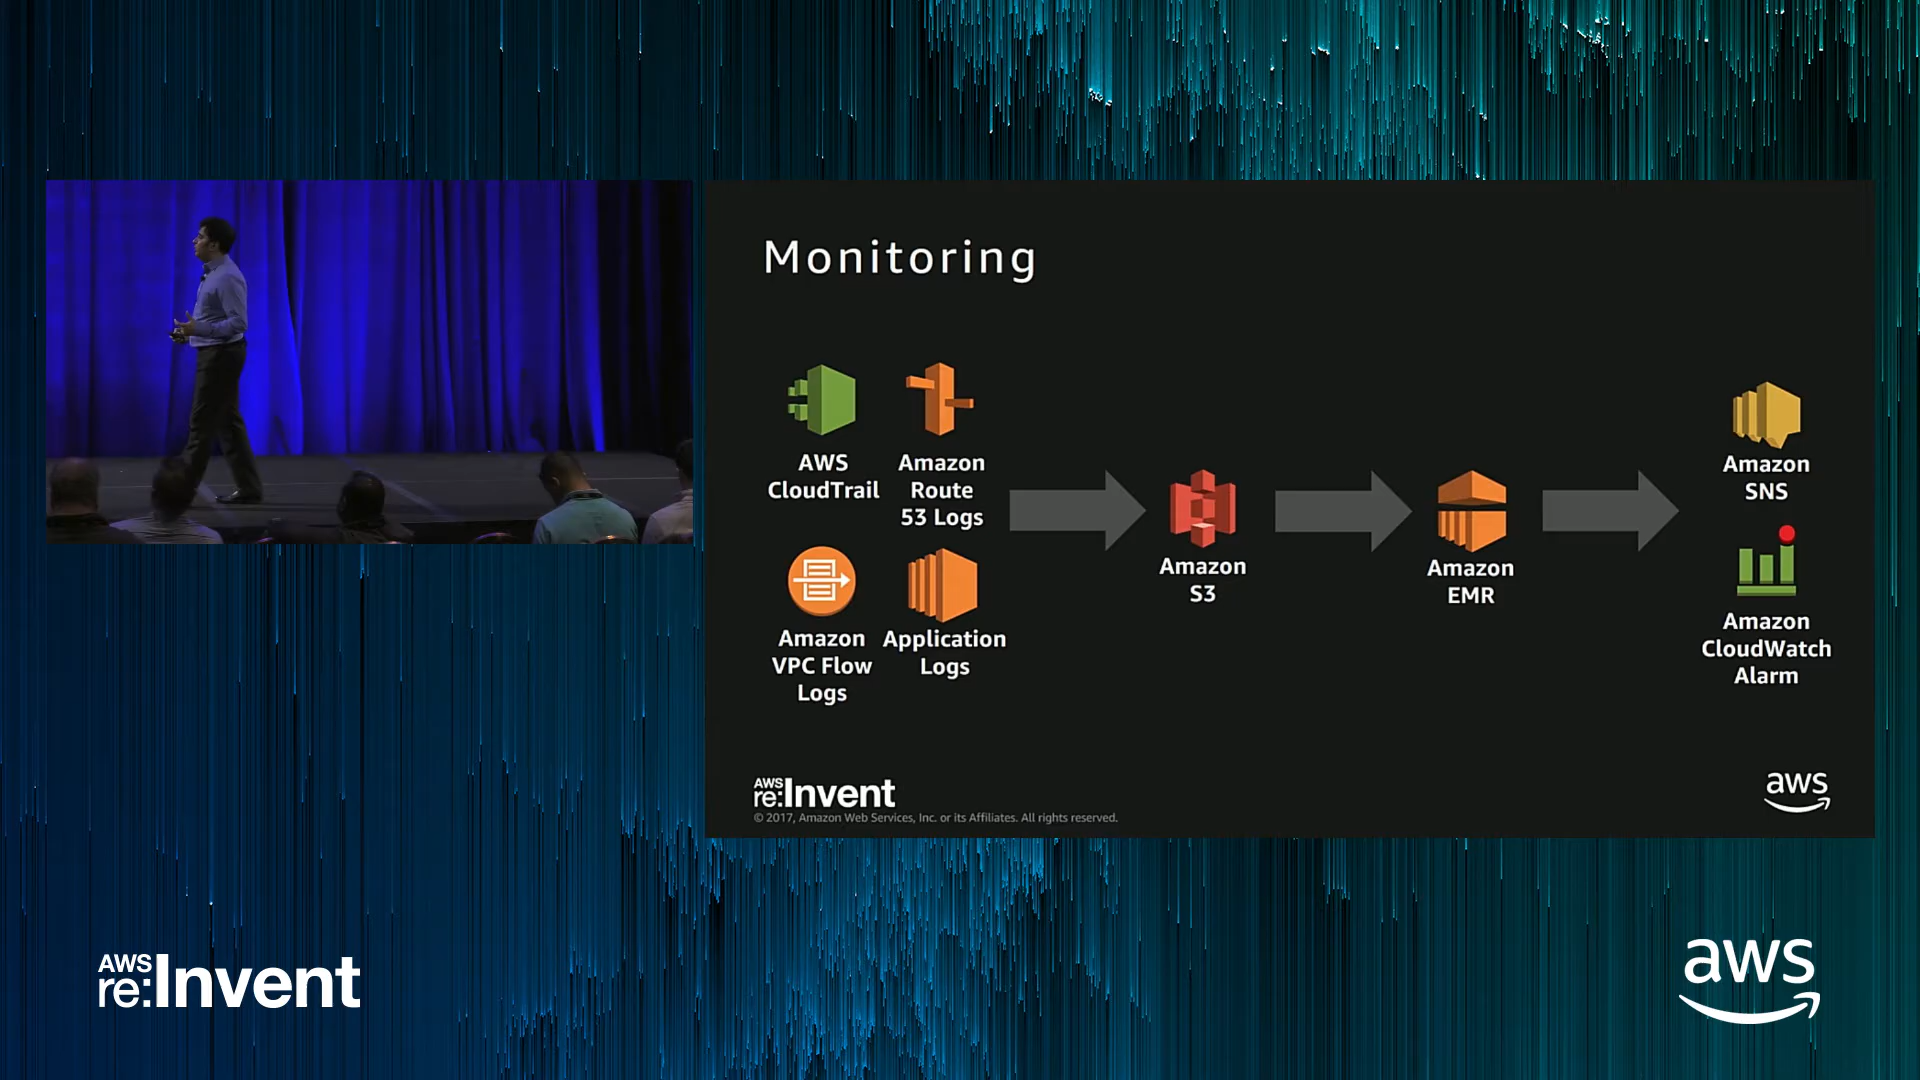 Monitoring
AWS
CloudTrail
Amazon
Route
53 Logs
Amazon
VPC Flow
Logs
Application
Logs
Amazon
S3
Amazon
EMR
Amazon
SNS
Amazon
CloudWatch
Alarm
AWS
re:Invent
© 2017, Amazon Web Services, Inc. or its Affiliates. All rights reserved.
aws
AWS
re:Invent
aws